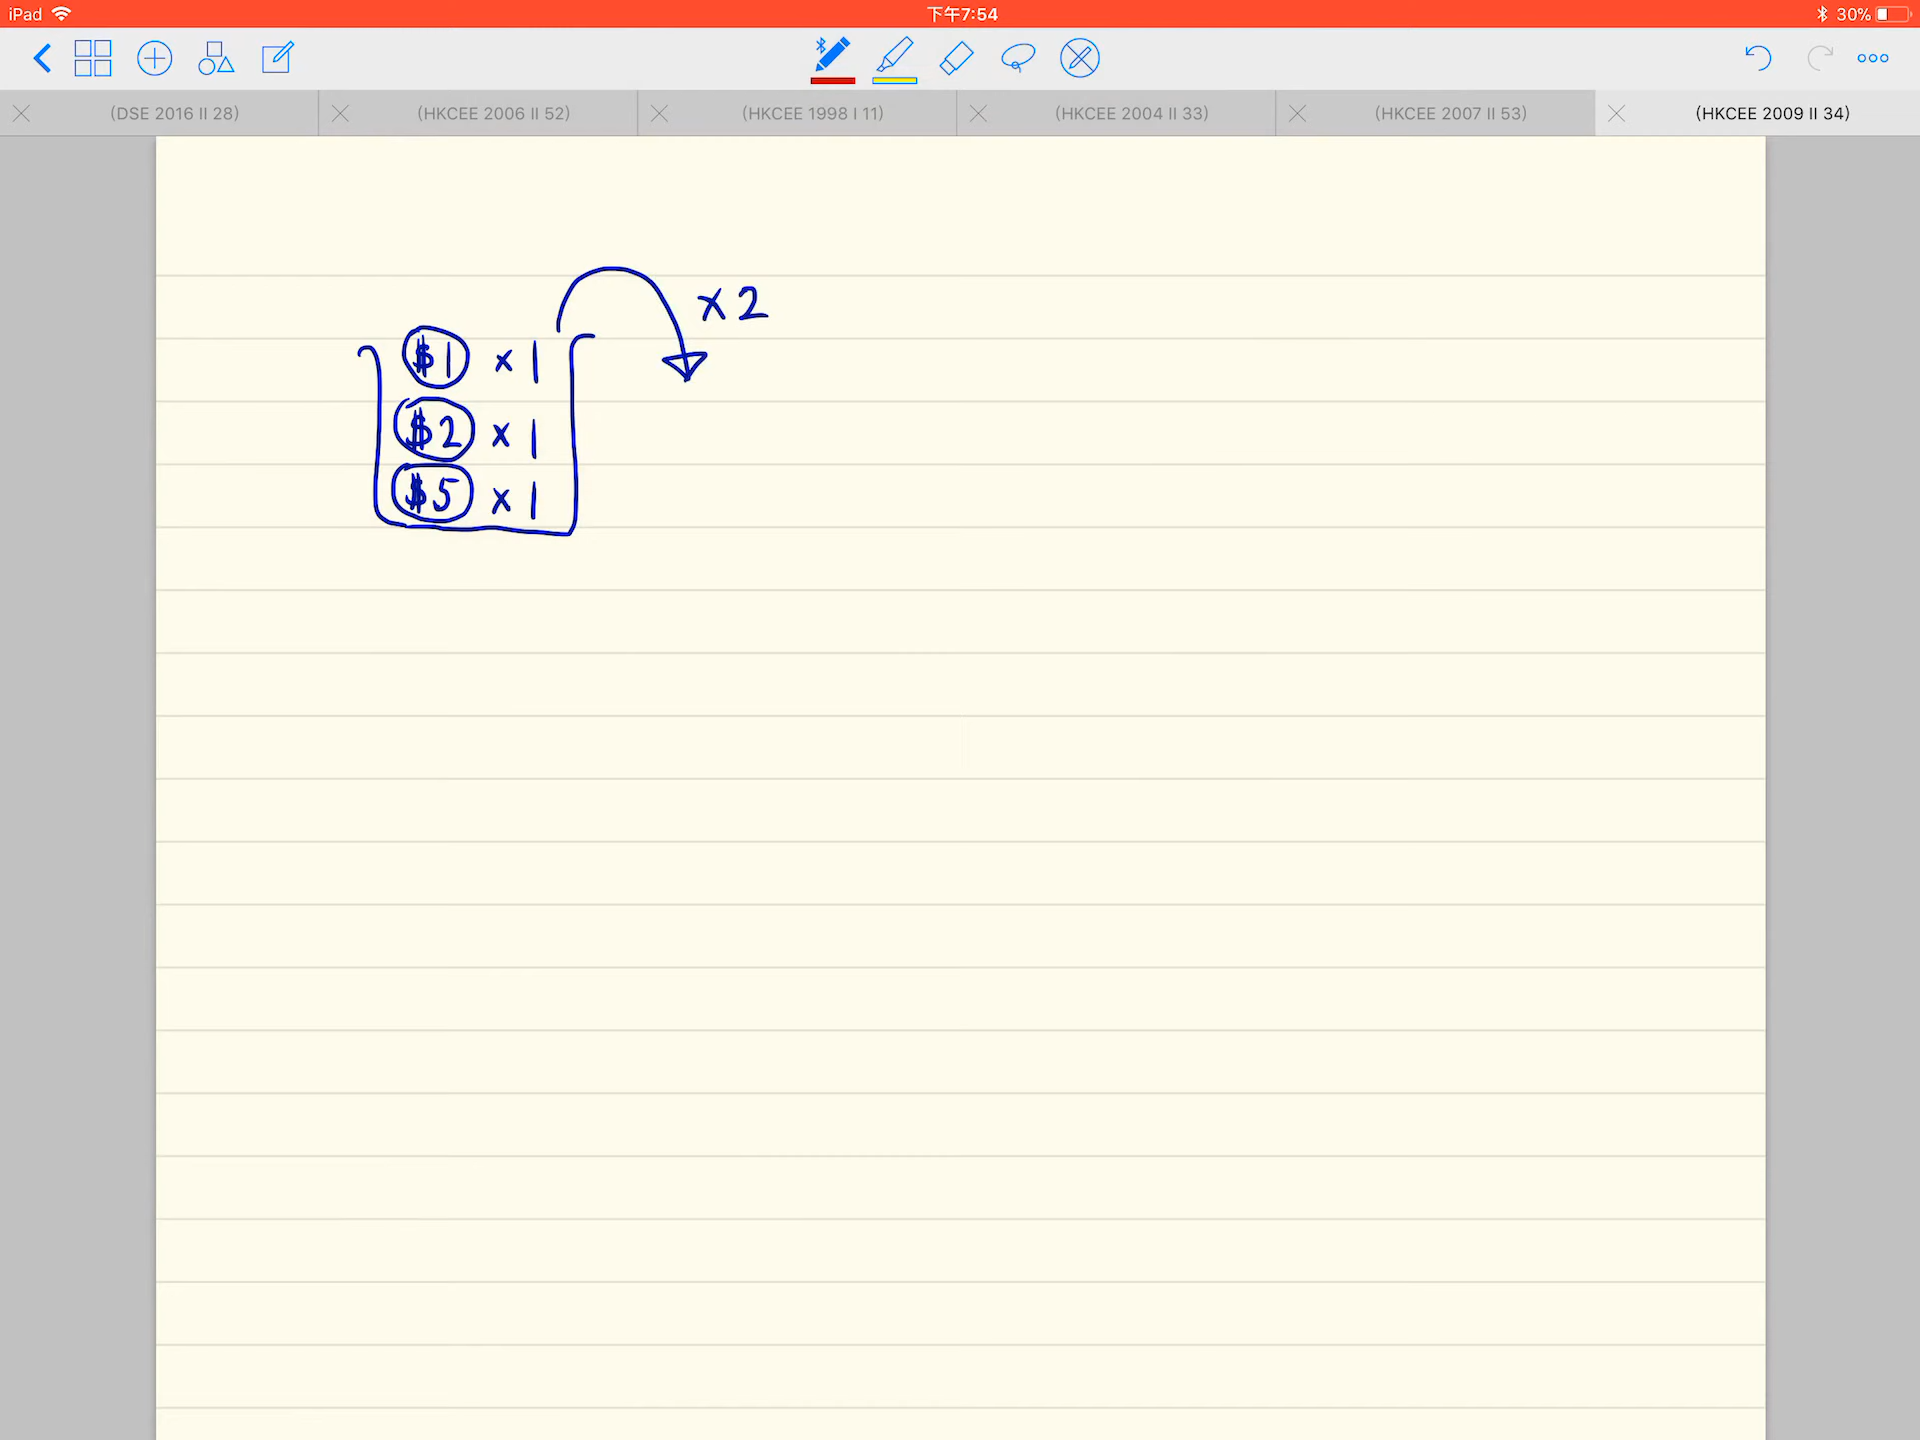 iPad 下午7:54 30%
(DSE 2016 II 28) (HKCEE 2006 II 52) (HKCEE 1998 I 11) (HKCEE 2004 II 33) (HKCEE 2007 II 53) (HKCEE 2009 II 34)
x 2
$1 x 1
$2 x 1
$5 x 1